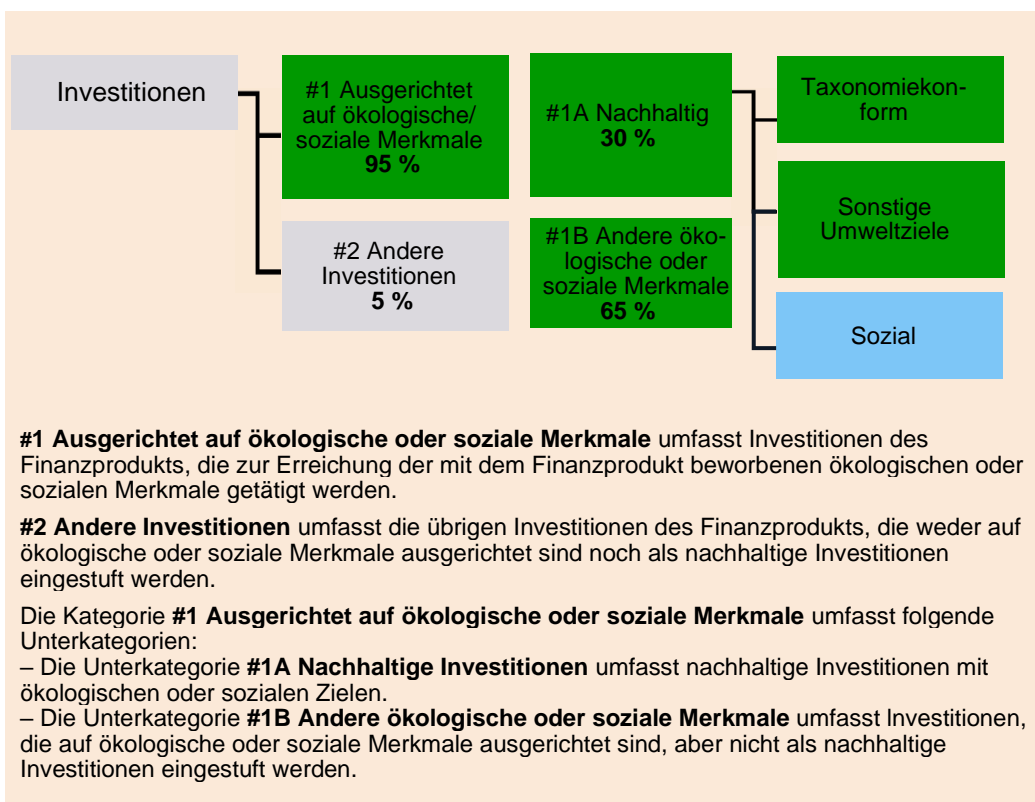 Investitionen
#1 Ausgerichtet
auf ökologische/
soziale Merkmale
95 %
#2 Andere
Investitionen
5 %
#1A Nachhaltig
30 %
#1B Andere öko-
logische oder
soziale Merkmale
65 %
Taxonomiekon-
form
Sonstige
Umweltziele
Sozial
#1 Ausgerichtet auf ökologische oder soziale Merkmale umfasst Investitionen des
Finanzprodukts, die zur Erreichung der mit dem Finanzprodukt beworbenen ökologischen oder
sozialen Merkmale getätigt werden.
#2 Andere Investitionen umfasst die übrigen Investitionen des Finanzprodukts, die weder auf
ökologische oder soziale Merkmale ausgerichtet sind noch als nachhaltige Investitionen
eingestuft werden.
Die Kategorie #1 Ausgerichtet auf ökologische oder soziale Merkmale umfasst folgende
Unterkategorien:
– Die Unterkategorie #1A Nachhaltige Investitionen umfasst nachhaltige Investitionen mit
ökologischen oder sozialen Zielen.
– Die Unterkategorie #1B Andere ökologische oder soziale Merkmale umfasst Investitionen,
die auf ökologische oder soziale Merkmale ausgerichtet sind, aber nicht als nachhaltige
Investitionen eingestuft werden.